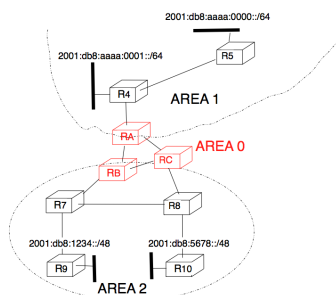 2001:db8:aaaa:0000::/64
2001:db8:aaaa:0001::/64
R5
R4
AREA 1
RA
AREA 0
RB
RC
R7
R8
2001:db8:1234::/48
2001:db8:5678::/48
R9
R10
AREA 2